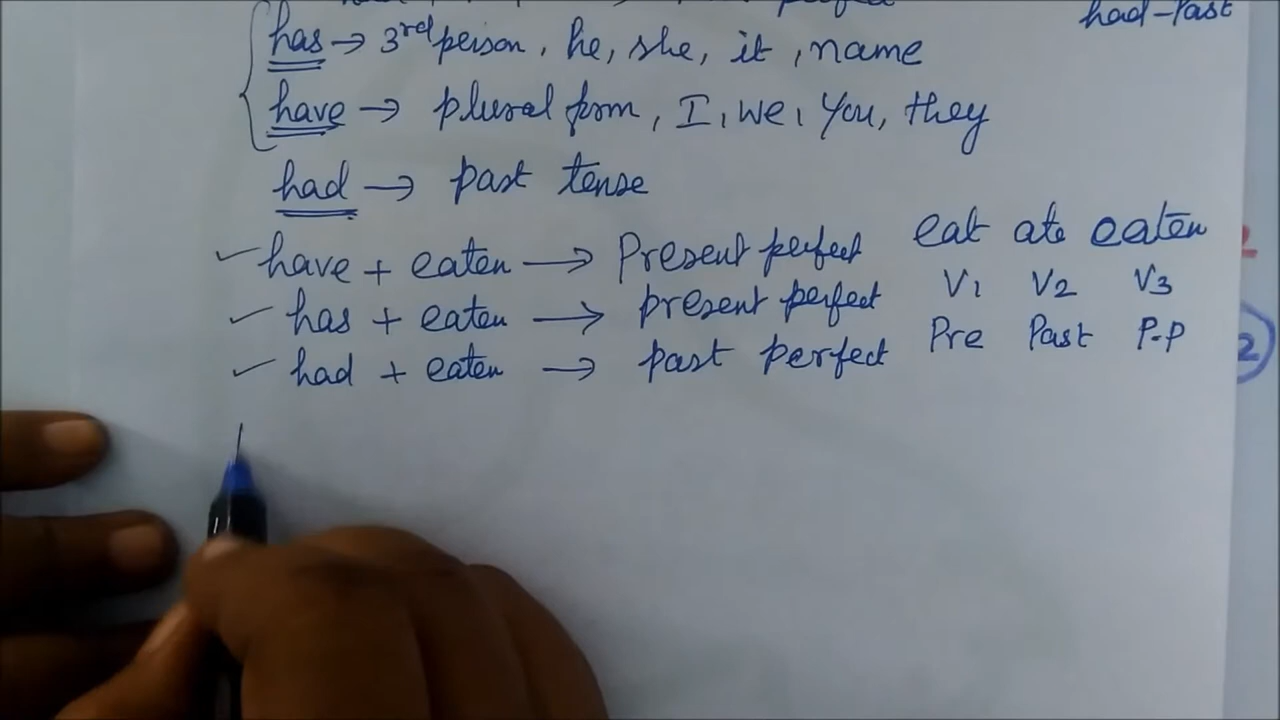 had-Past
has → 3rd person, he, she, it, name
have → plural form, I, we, You, they
had → past tense
eat ate eaten
✓ have + eaten → Present perfect
V1 V2 V3
✓ has + eaten → present perfect
Pre Past P.P
✓ had + eaten → past perfect
2